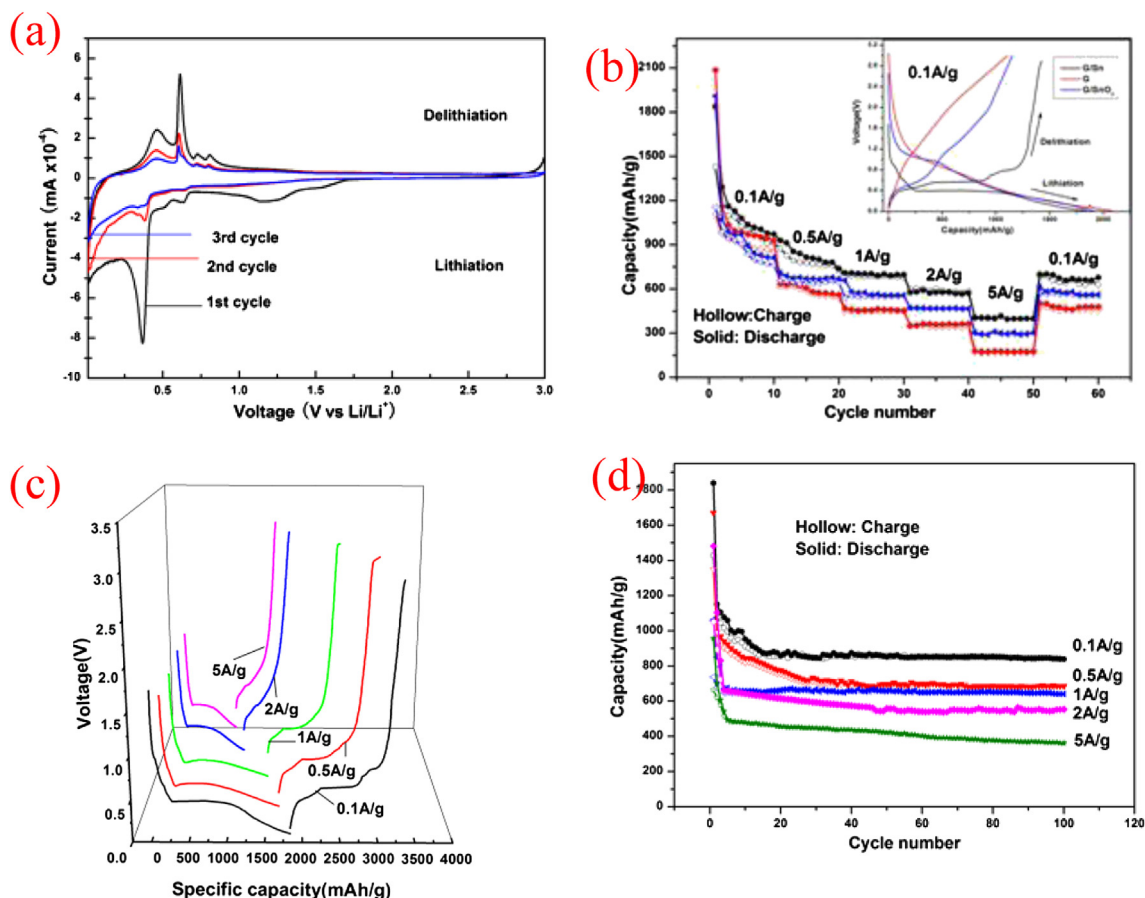 (a)
6
4
2
0
-2
-4
-6
-8
-10
Current (mA x10⁻⁴)
Delithiation
3rd cycle
2nd cycle
1st cycle
Lithiation
0.5
1.0
1.5
2.0
2.5
3.0
Voltage (V vs Li/Li⁺)
(b)
2100
1800
1500
1200
900
600
300
0
Capacity(mAh/g)
0.1A/g
0.5A/g
1A/g
2A/g
5A/g
0.1A/g
Hollow:Charge
Solid: Discharge
0
10
20
30
40
50
60
Cycle number
0.1A/g
G/Sn
G
Voltage(V)
Delithiation
Lithiation
Capacity(mAh/g)
(c)
3.5
3.0
2.5
2.0
1.5
1.0
0.5
0.0
Voltage(V)
5A/g
2A/g
1A/g
0.5A/g
0.1A/g
0
500
1000
1500
2000
2500
3000
3500
4000
Specific capacity(mAh/g)
(d)
1800
1600
1400
1200
1000
800
600
400
200
0
Capacity(mAh/g)
Hollow: Charge
Solid: Discharge
0.1A/g
0.5A/g
1A/g
2A/g
5A/g
0
20
40
60
80
100
120
Cycle number